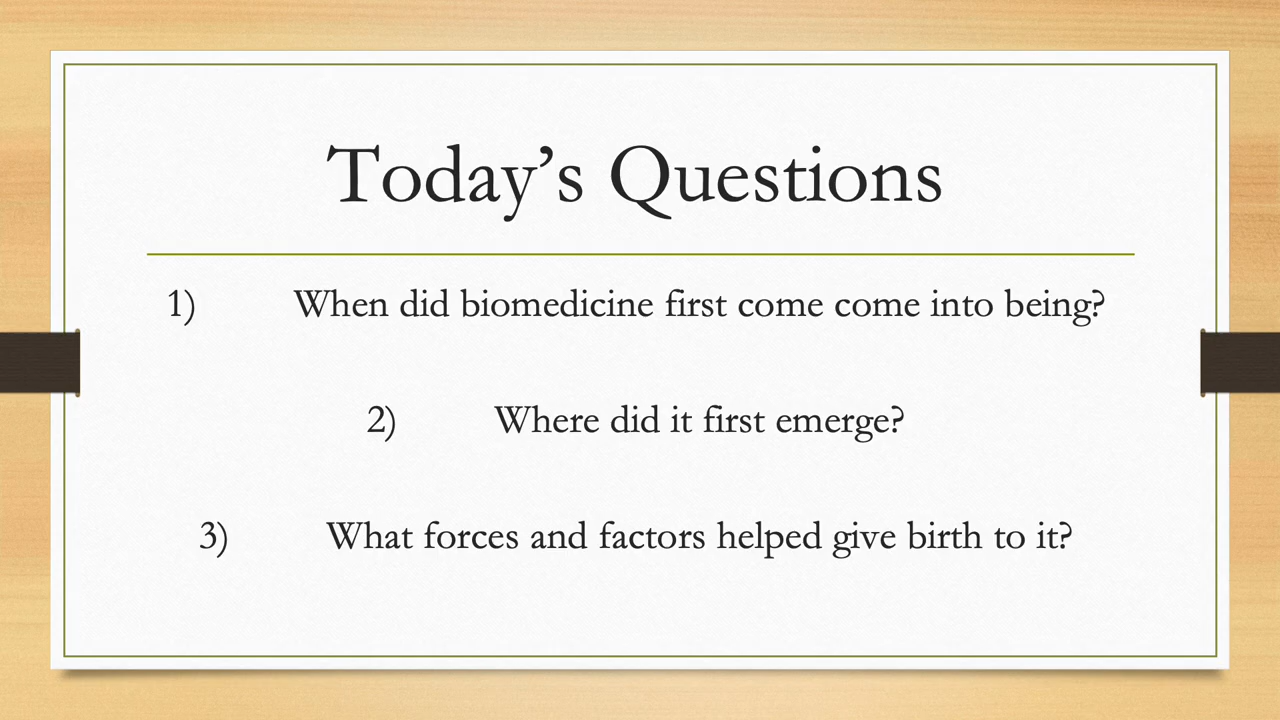 Today’s Questions
1) When did biomedicine first come come into being?
2) Where did it first emerge?
3) What forces and factors helped give birth to it?